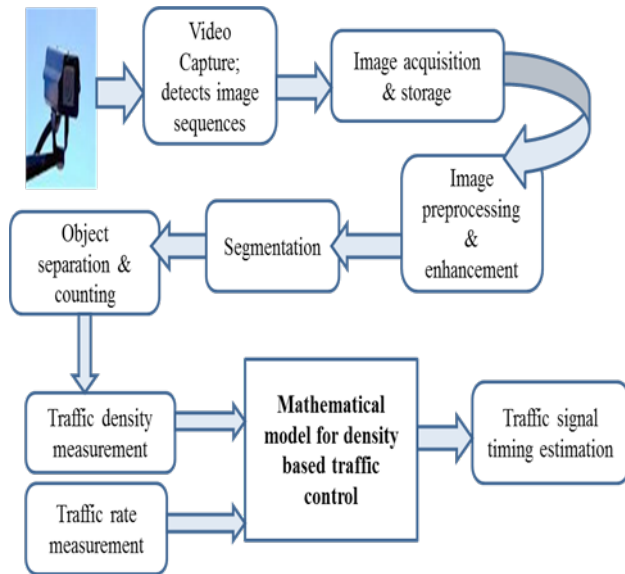 Video
Capture;
detects image
sequences
Image acquisition
& storage
Image
preprocessing
&
enhancement
Segmentation
Object
separation &
counting
Traffic density
measurement
Mathematical
model for density
based traffic
control
Traffic signal
timing estimation
Traffic rate
measurement